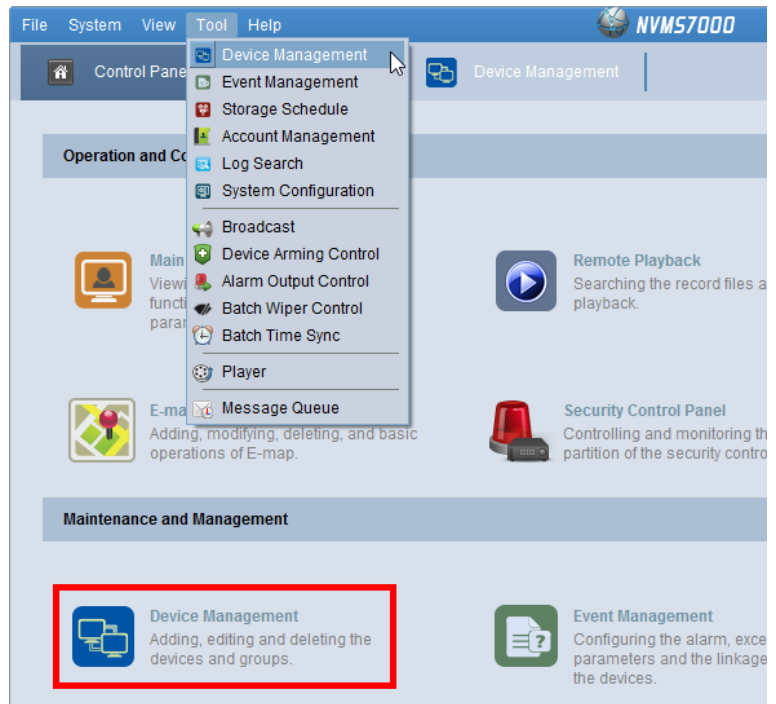 File System View Tool Help
NVMS7000
Control Pane
Device Management
Device Management
Event Management
Storage Schedule
Account Management
Log Search
System Configuration
Broadcast
Device Arming Control
Alarm Output Control
Batch Wiper Control
Batch Time Sync
Player
Message Queue
Operation and Co
Main
Viewi
functi
para
Remote Playback
Searching the record files a
playback.
E-ma
Adding, modifying, deleting, and basic
operations of E-map.
Security Control Panel
Controlling and monitoring th
partition of the security contro
Maintenance and Management
Device Management
Adding, editing and deleting the
devices and groups.
Event Management
Configuring the alarm, exce
parameters and the linkage
the devices.